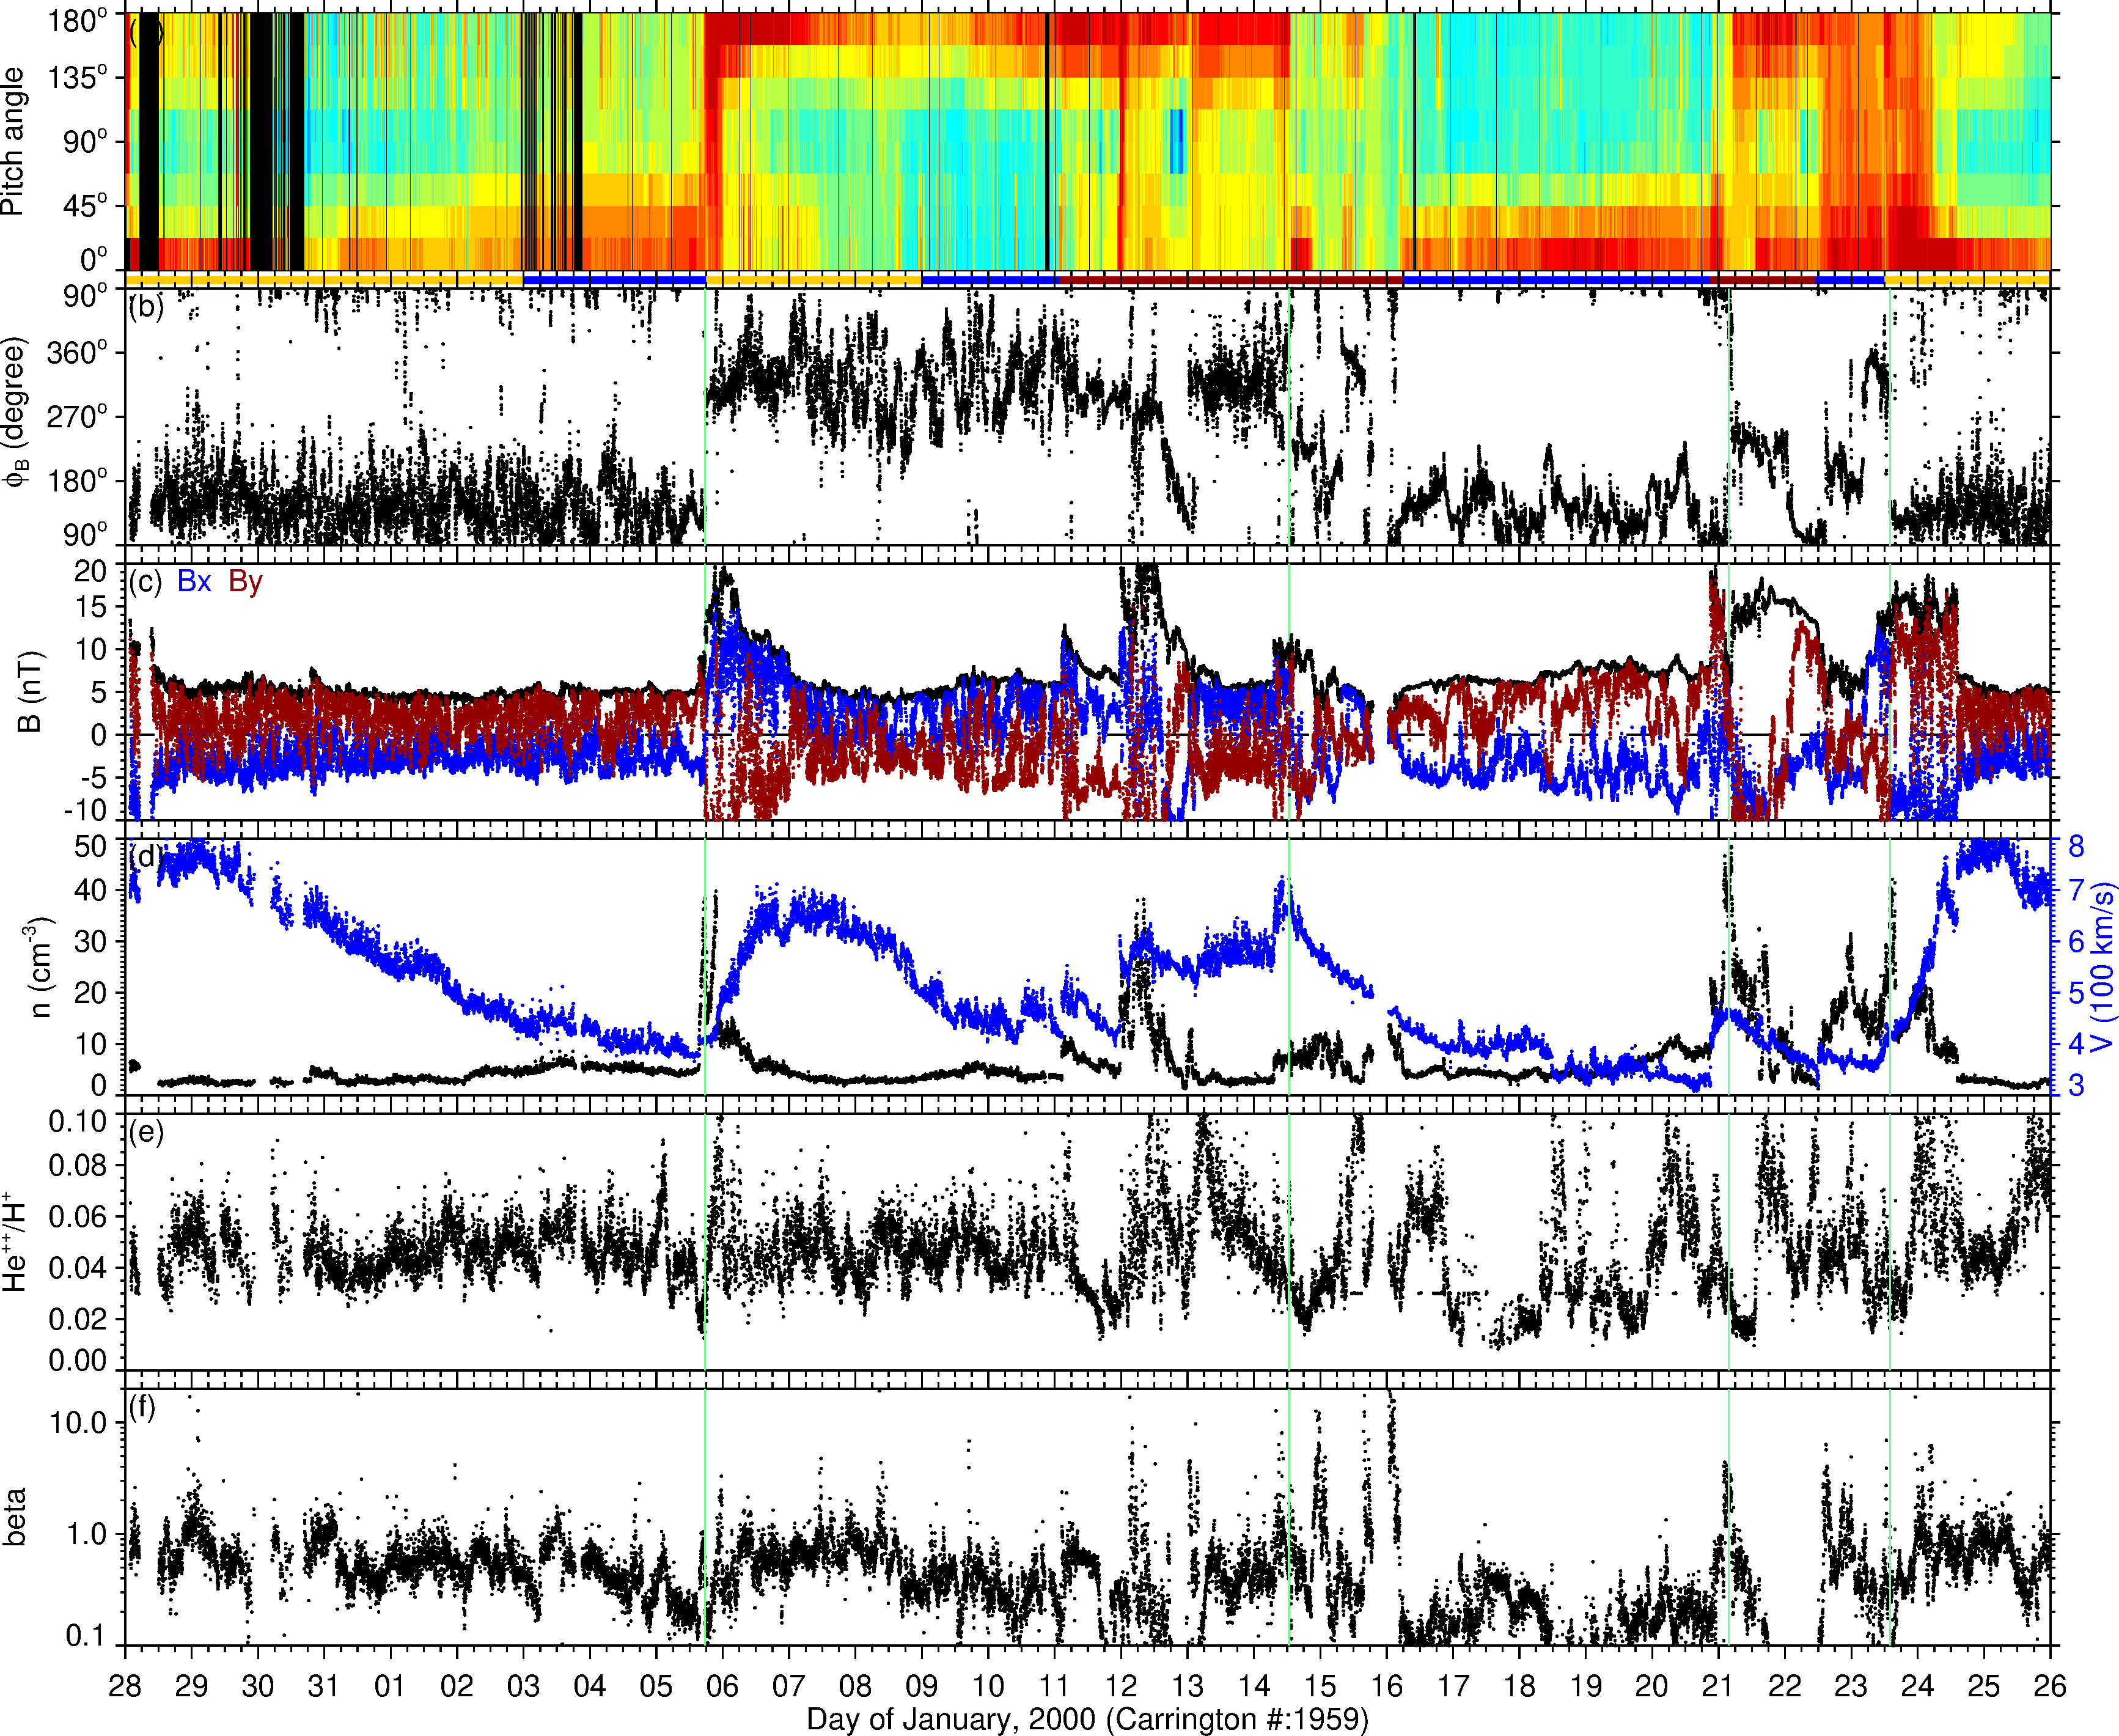 180°
135°
90°
45°
0°
Pitch angle
( )
(b)
90°
360°
270°
180°
90°
ϕB (degree)
(c) Bx By
20
15
10
5
0
-5
-10
B (nT)
(d)
50
40
30
20
10
0
n (cm-3)
8
7
6
5
4
3
V (100 km/s)
(e)
0.10
0.08
0.06
0.04
0.02
0.00
He++/H+
(f)
10.0
1.0
0.1
beta
28 29 30 31 01 02 03 04 05 06 07 08 09 10 11 12 13 14 15 16 17 18 19 20 21 22 23 24 25 26
Day of January, 2000 (Carrington #:1959)